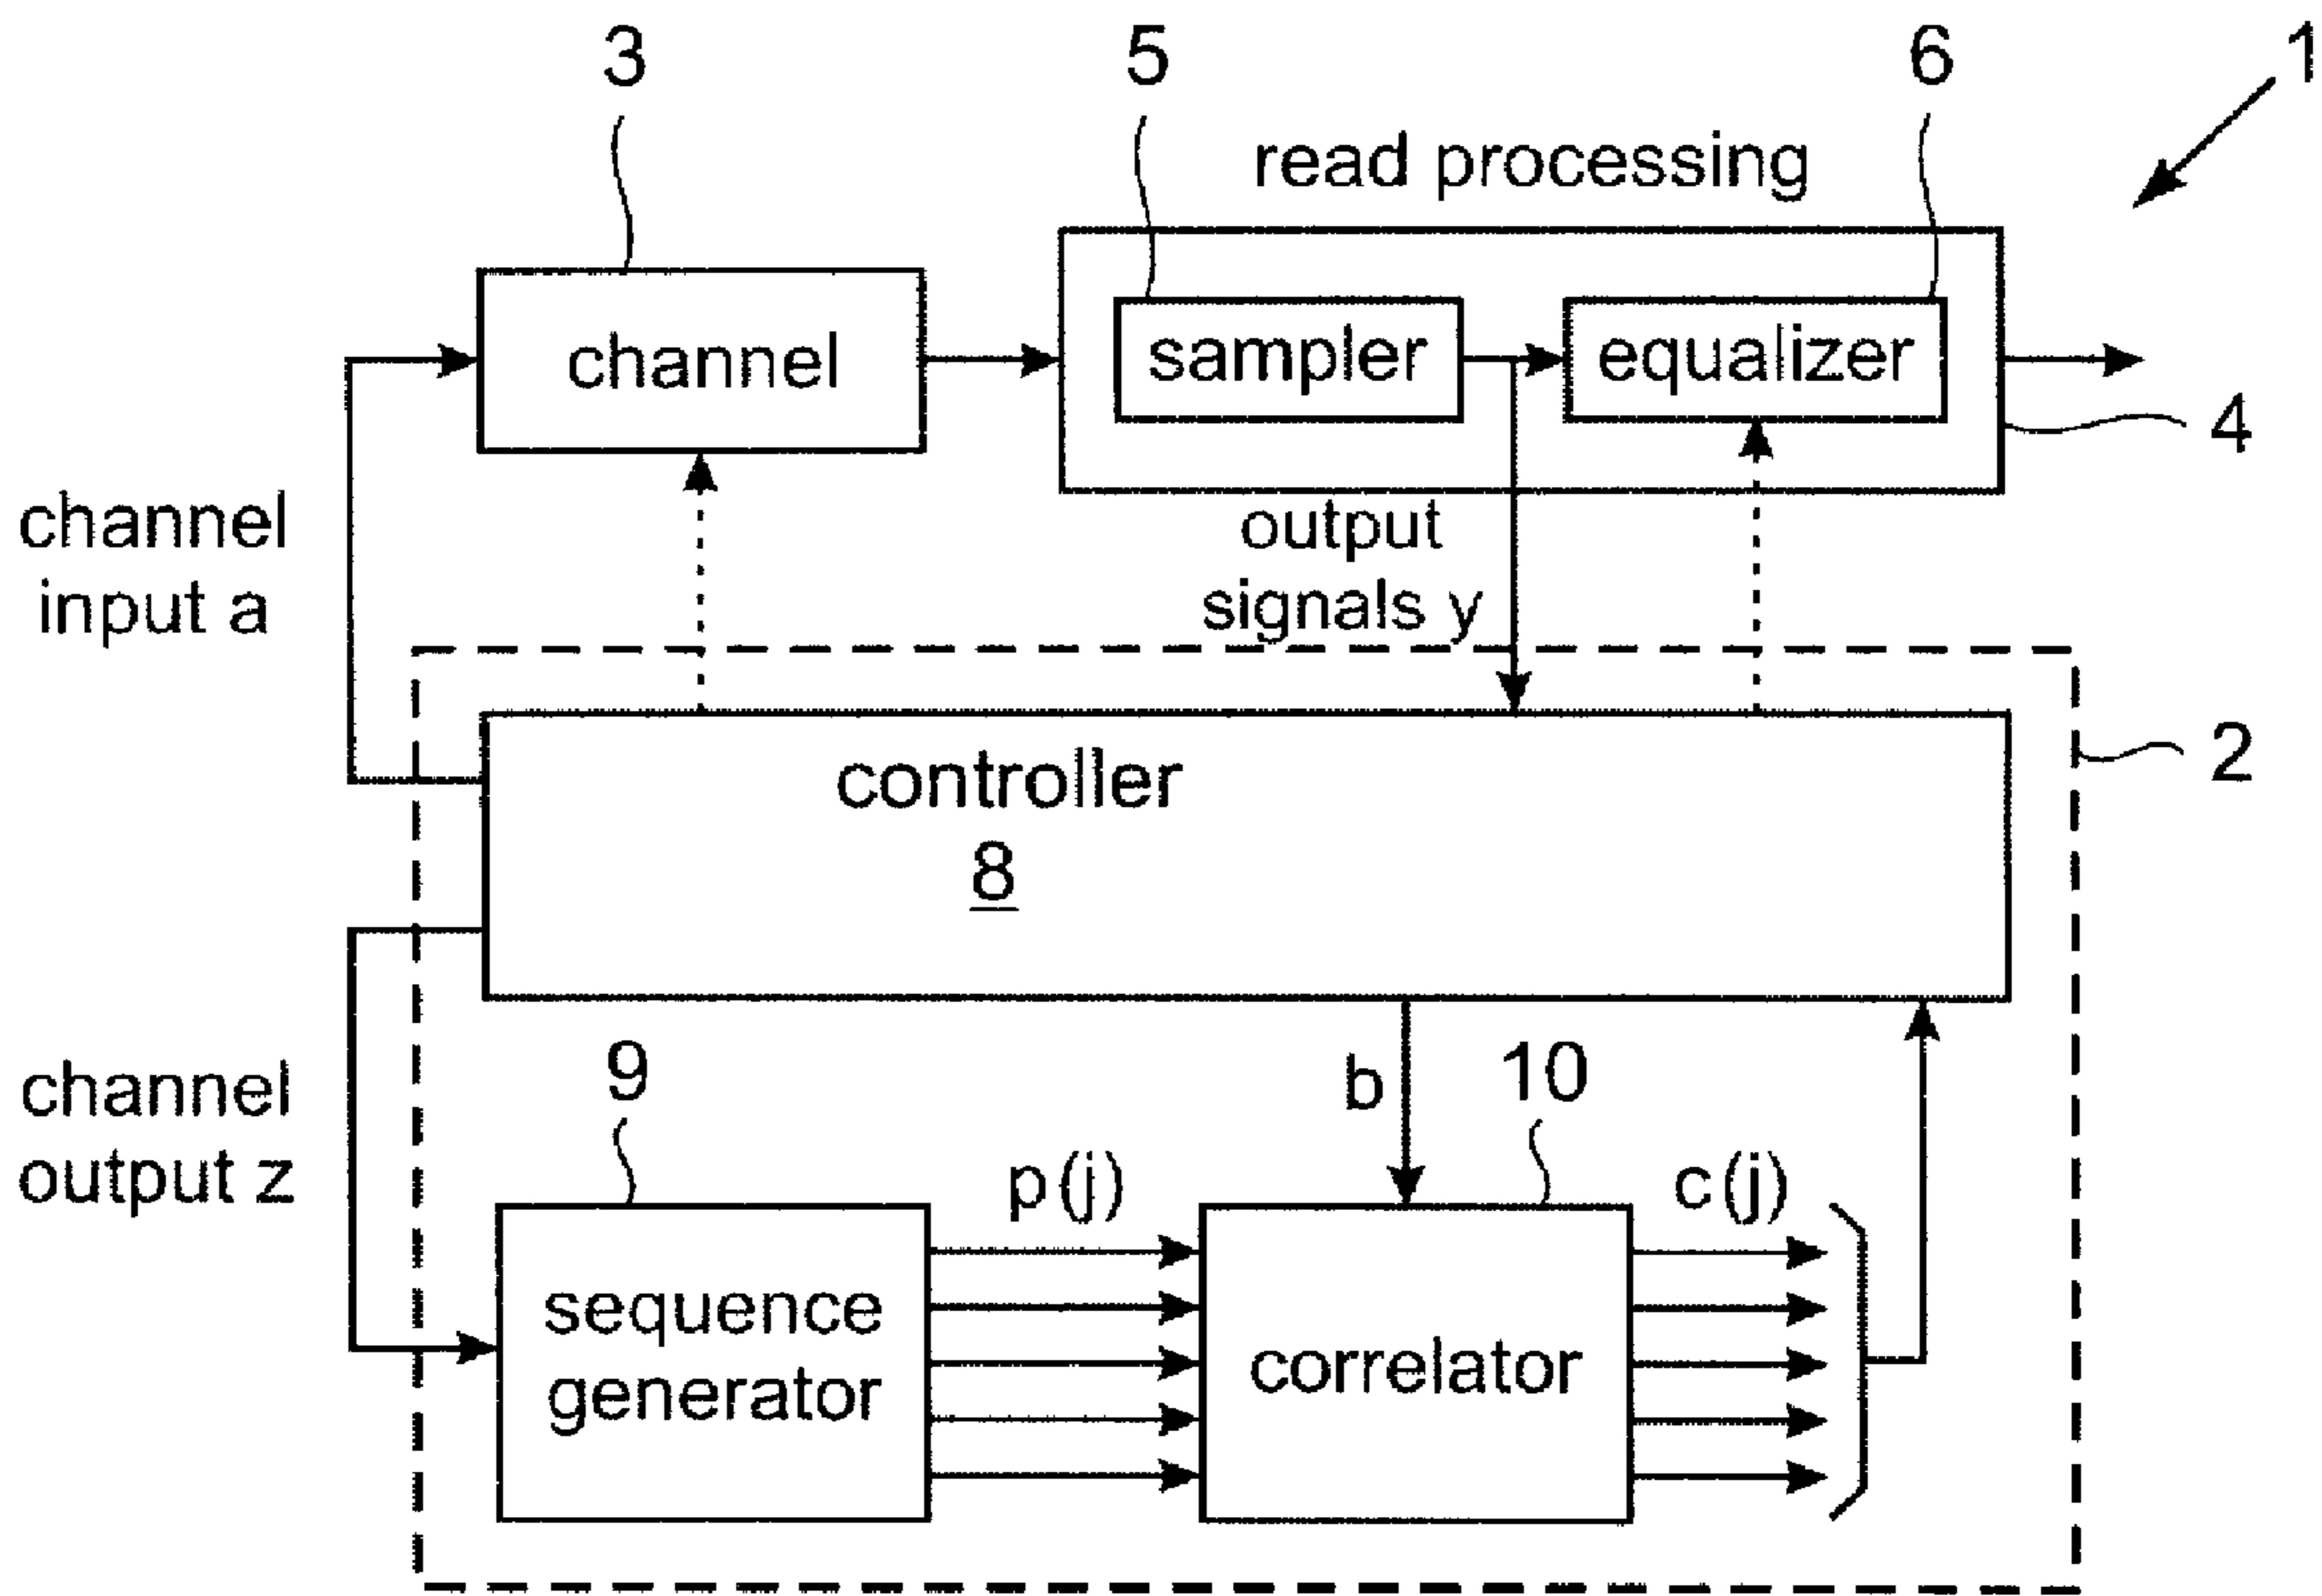 3
5
6
1
read processing
channel
sampler
equalizer
4
channel
input a
output
signals y
controller
8
2
channel
output z
9
b
10
p(j)
c(j)
sequence
generator
correlator